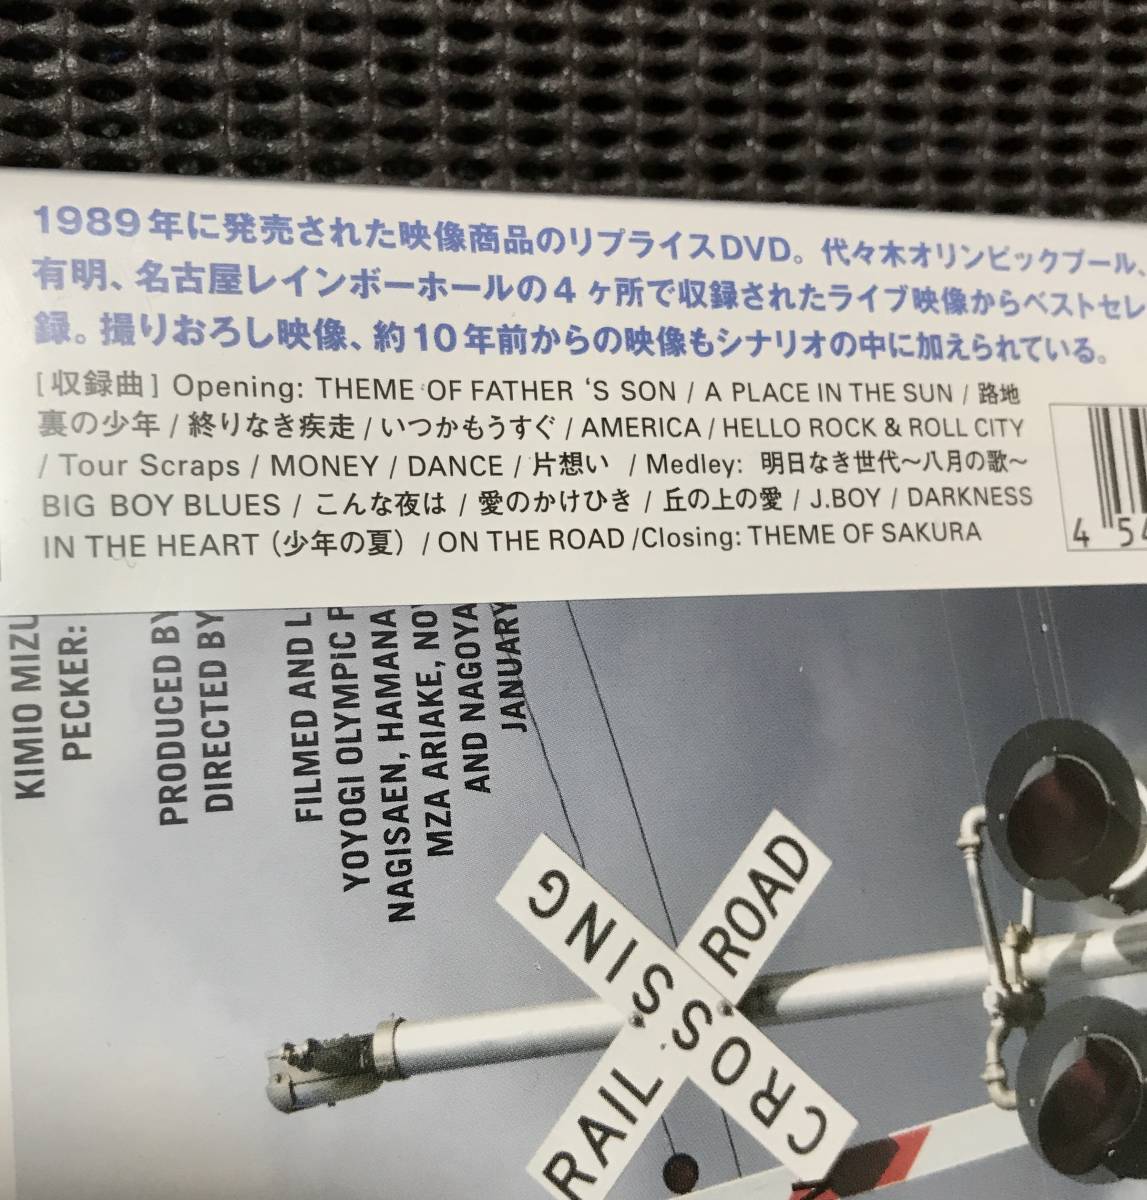 1989年に発売された映像商品のリプライスDVD。代々木オリンピックプール、
有明、名古屋レインボーホールの4ヶ所で収録されたライブ映像からベストセレ
録。撮りおろし映像、約10年前からの映像もシナリオの中に加えられている。
[収録曲] Opening: THEME OF FATHER 'S SON / A PLACE IN THE SUN / 路地
裏の少年 / 終りなき疾走 / いつかもうすぐ / AMERICA / HELLO ROCK & ROLL CITY
/ Tour Scraps / MONEY / DANCE / 片想い / Medley: 明日なき世代〜八月の歌〜
BIG BOY BLUES / こんな夜は / 愛のかけひき / 丘の上の愛 / J.BOY / DARKNESS
IN THE HEART (少年の夏) / ON THE ROAD /Closing: THEME OF SAKURA
4 54
KIMIO MIZU
PECKER:
PRODUCED BY
DIRECTED BY
FILMED AND L
YOYOGI OLYMPIC P
NAGISAEN, HAMANA
MZA ARIAKE, NO
AND NAGOYA
JANUARY
RAIL ROAD
CROSSING